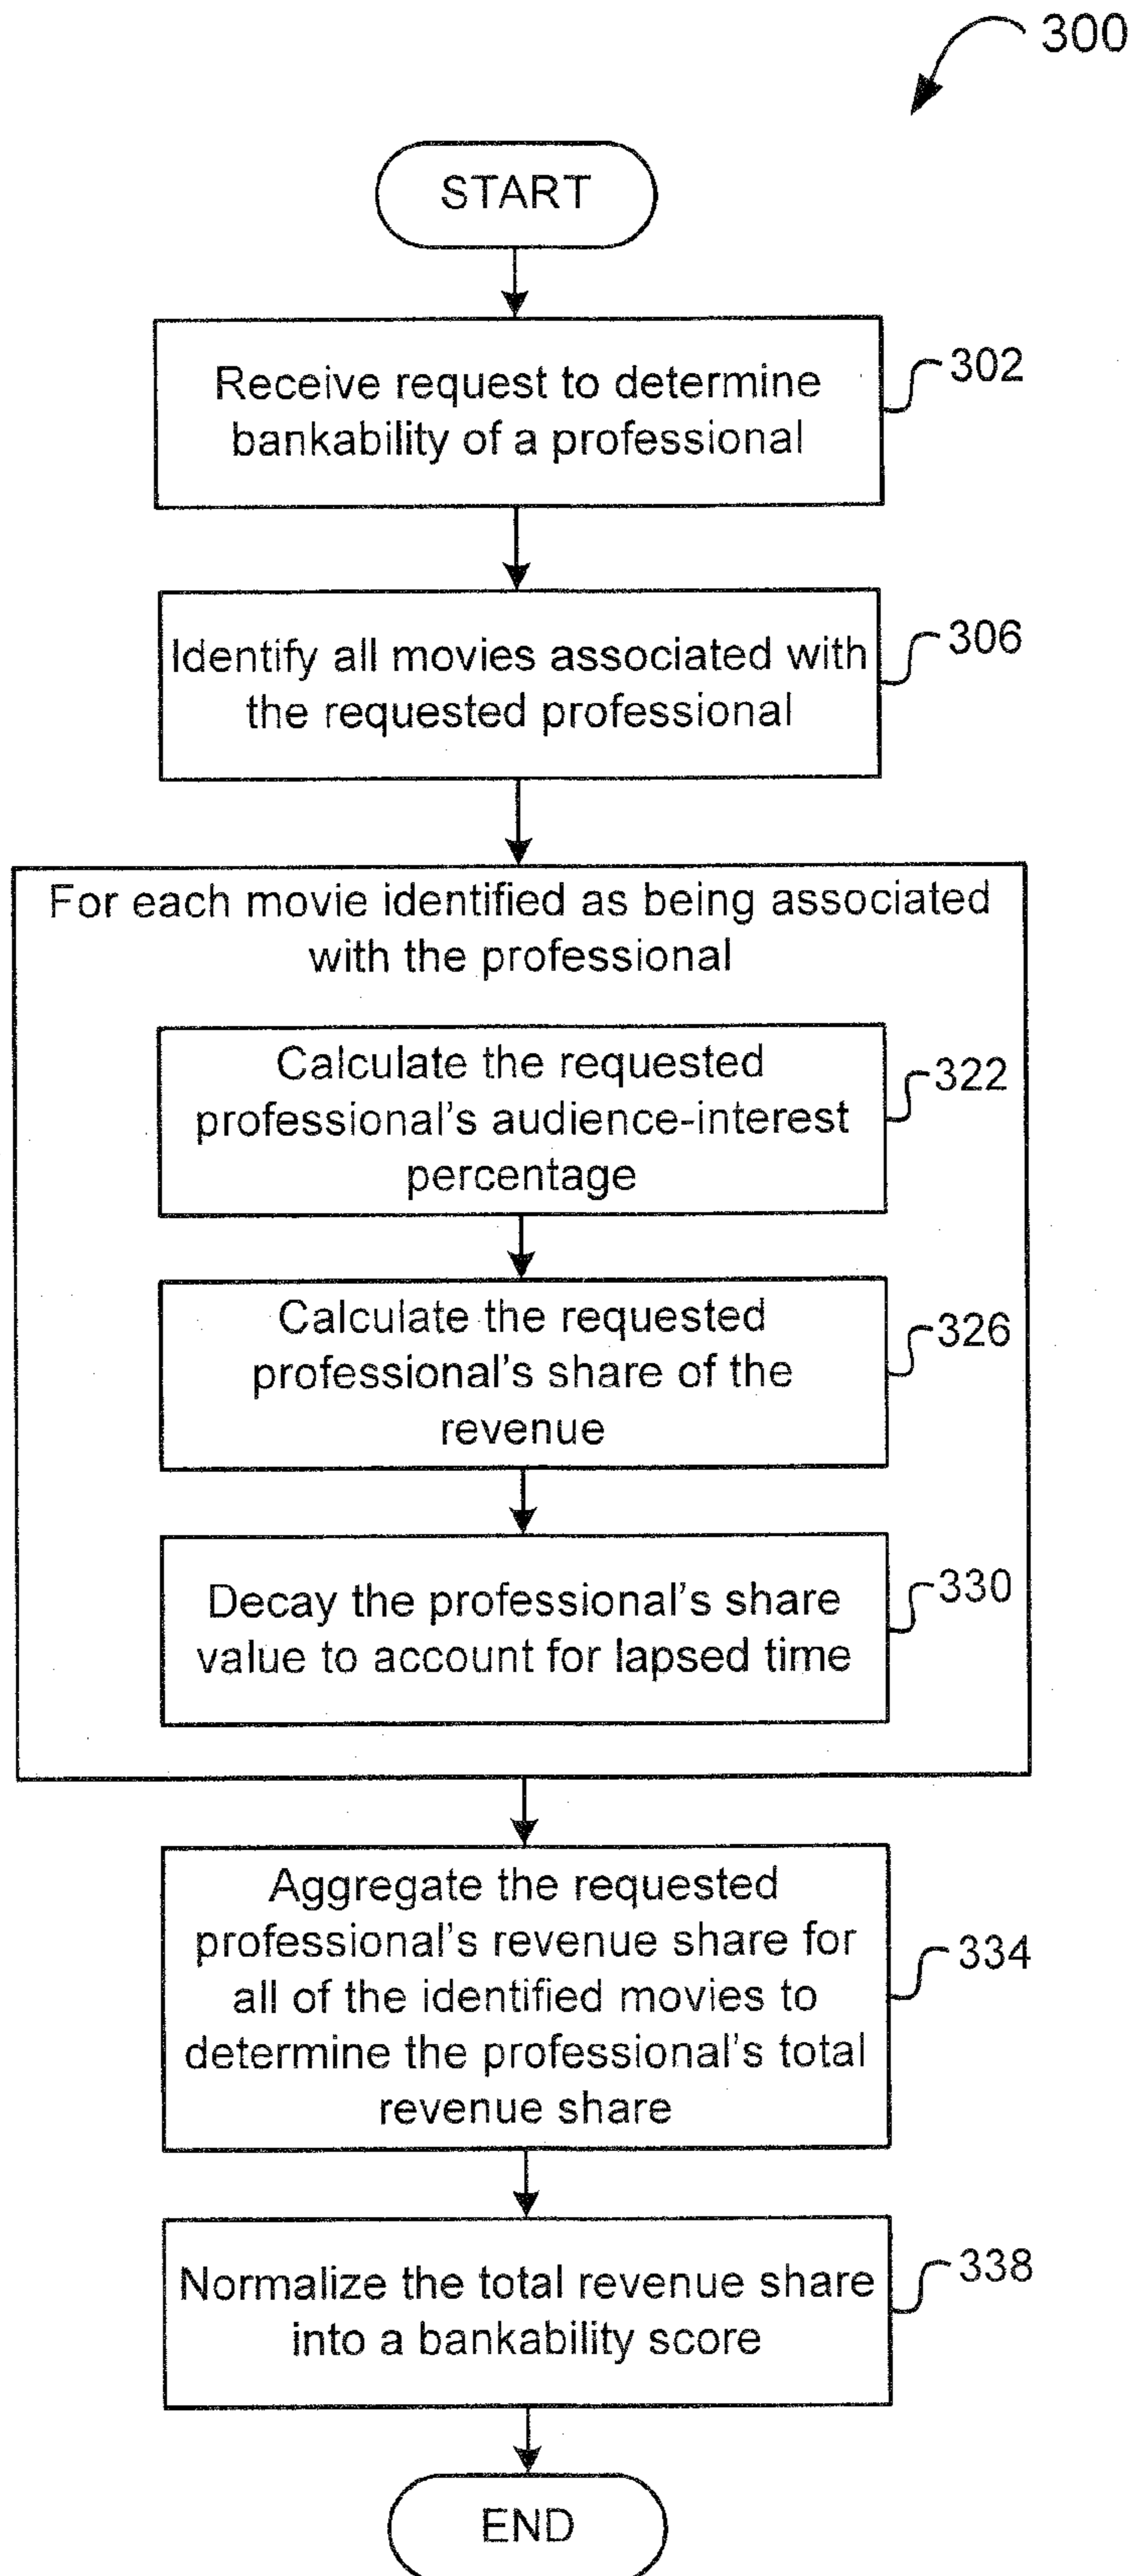 300
START
Receive request to determine
bankability of a professional
302
Identify all movies associated with
the requested professional
306
For each movie identified as being associated
with the professional
Calculate the requested
professional's audience-interest
percentage
322
Calculate the requested
professional's share of the
revenue
326
Decay the professional's share
value to account for lapsed time
330
Aggregate the requested
professional's revenue share for
all of the identified movies to
determine the professional's total
revenue share
334
Normalize the total revenue share
into a bankability score
338
END